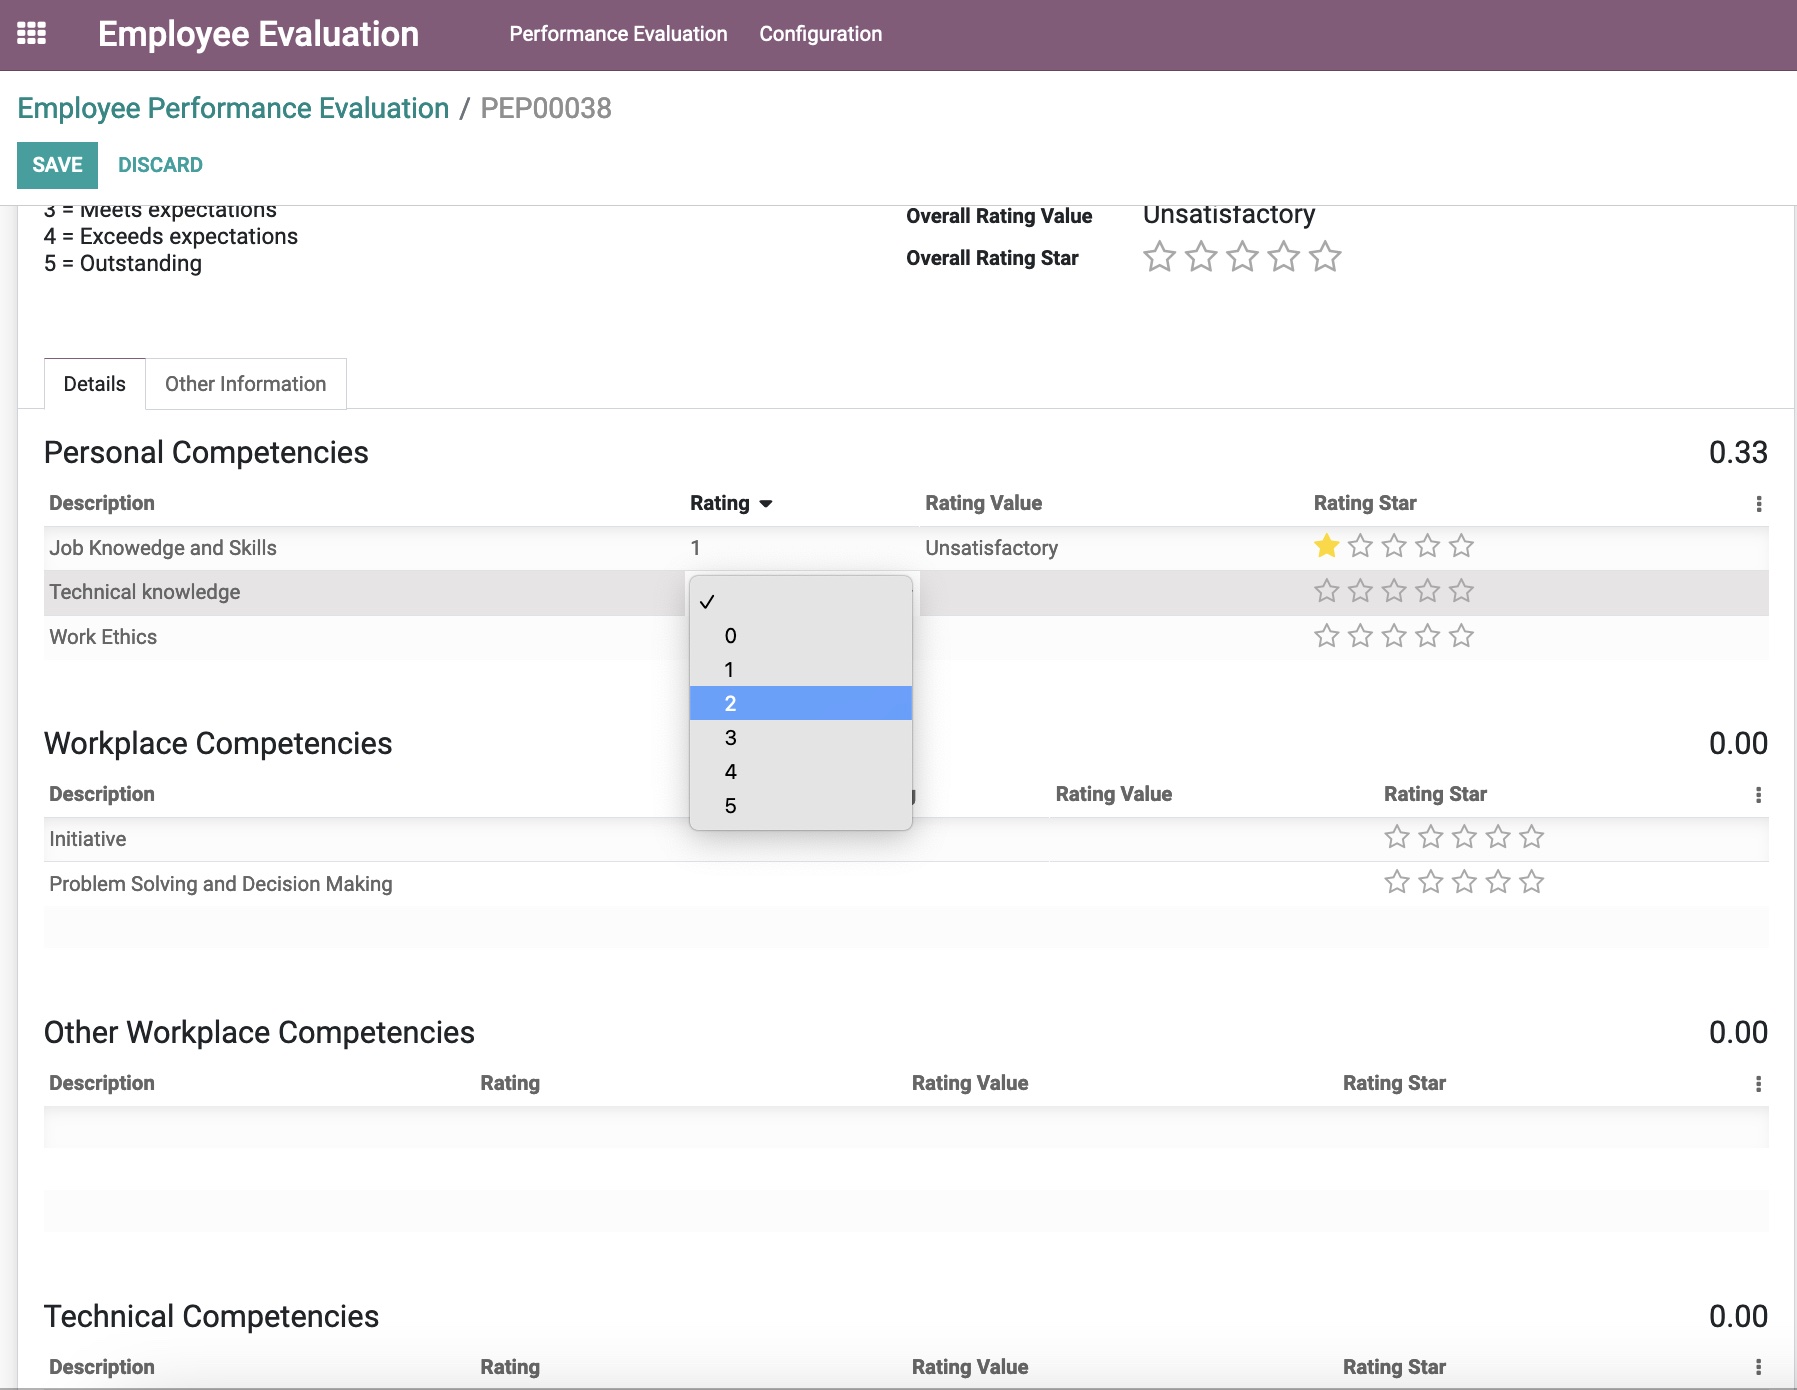 Employee Evaluation Performance Evaluation Configuration
Employee Performance Evaluation / PEP00038
SAVE DISCARD
3 = Meets expectations
Overall Rating Value Unsatisfactory
4 = Exceeds expectations
5 = Outstanding
Overall Rating Star
Details Other Information
Personal Competencies 0.33
Description Rating Rating Value Rating Star
Job Knowedge and Skills 1 Unsatisfactory
Technical knowledge
Work Ethics
0
1
2
3
4
5
Workplace Competencies 0.00
Description Rating Value Rating Star
Initiative
Problem Solving and Decision Making
Other Workplace Competencies 0.00
Description Rating Rating Value Rating Star
Technical Competencies 0.00
Description Rating Rating Value Rating Star